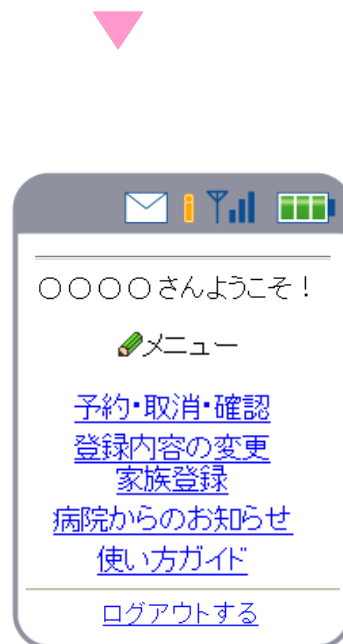 ○○○○さんようこそ！
メニュー
予約・取消・確認
登録内容の変更
家族登録
病院からのお知らせ
使い方ガイド
ログアウトする